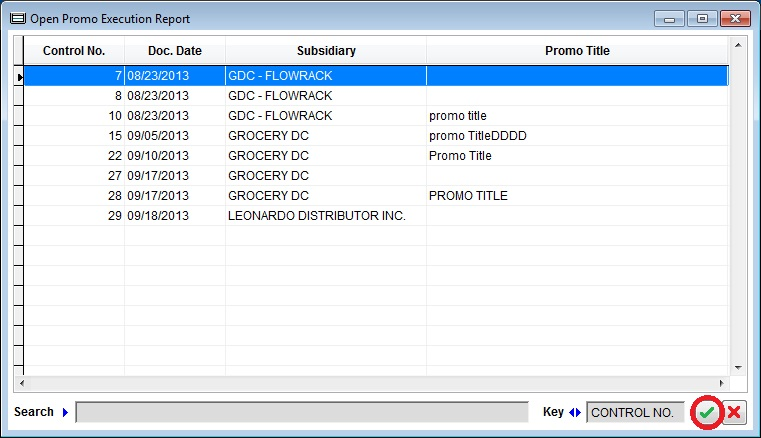 Open Promo Execution Report
Control No. Doc. Date Subsidiary Promo Title
7 08/23/2013 GDC - FLOWRACK
8 08/23/2013 GDC - FLOWRACK
10 08/23/2013 GDC - FLOWRACK promo title
15 09/05/2013 GROCERY DC promo TitleDDDD
22 09/10/2013 GROCERY DC Promo Title
27 09/17/2013 GROCERY DC
28 09/17/2013 GROCERY DC PROMO TITLE
29 09/18/2013 LEONARDO DISTRIBUTOR INC.
Search Key CONTROL NO.